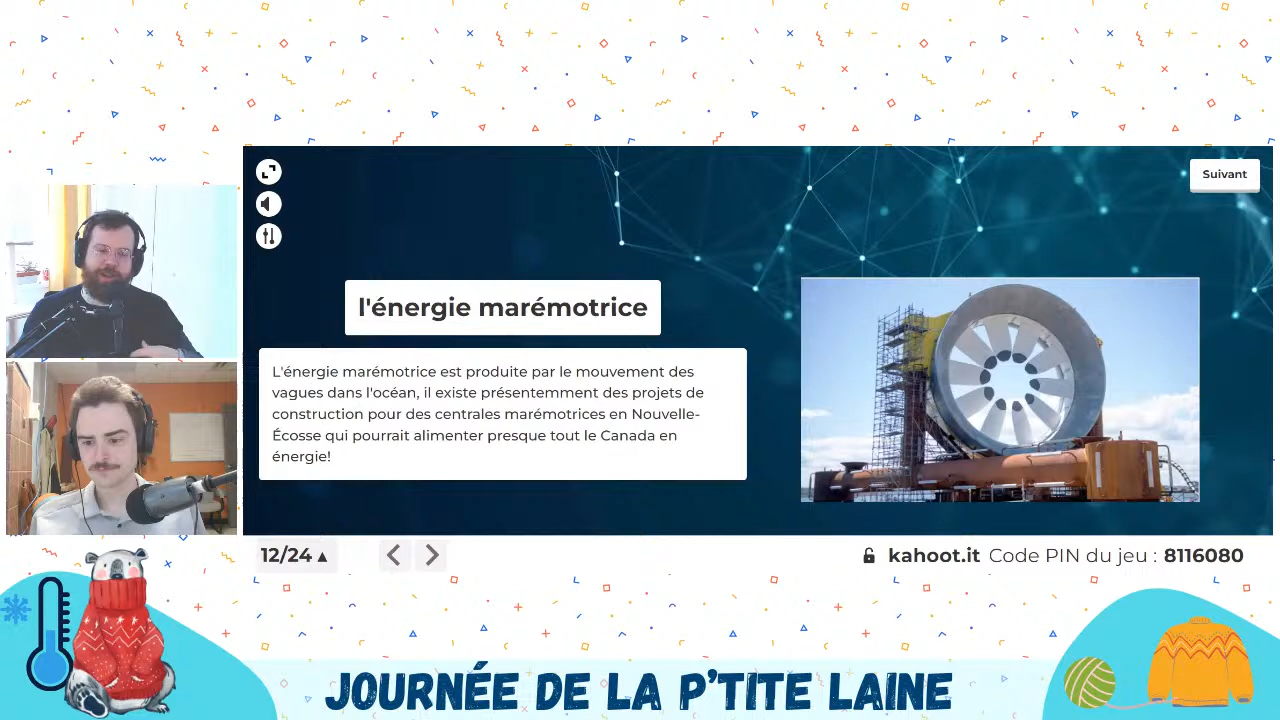 Suivant
l'énergie marémotrice
L'énergie marémotrice est produite par le mouvement des
vagues dans l'océan, il existe présentemment des projets de
construction pour des centrales marémotrices en Nouvelle-
Écosse qui pourrait alimenter presque tout le Canada en
énergie!
12/24 ▲
kahoot.it Code PIN du jeu : 8116080
JOURNÉE DE LA P'TITE LAINE